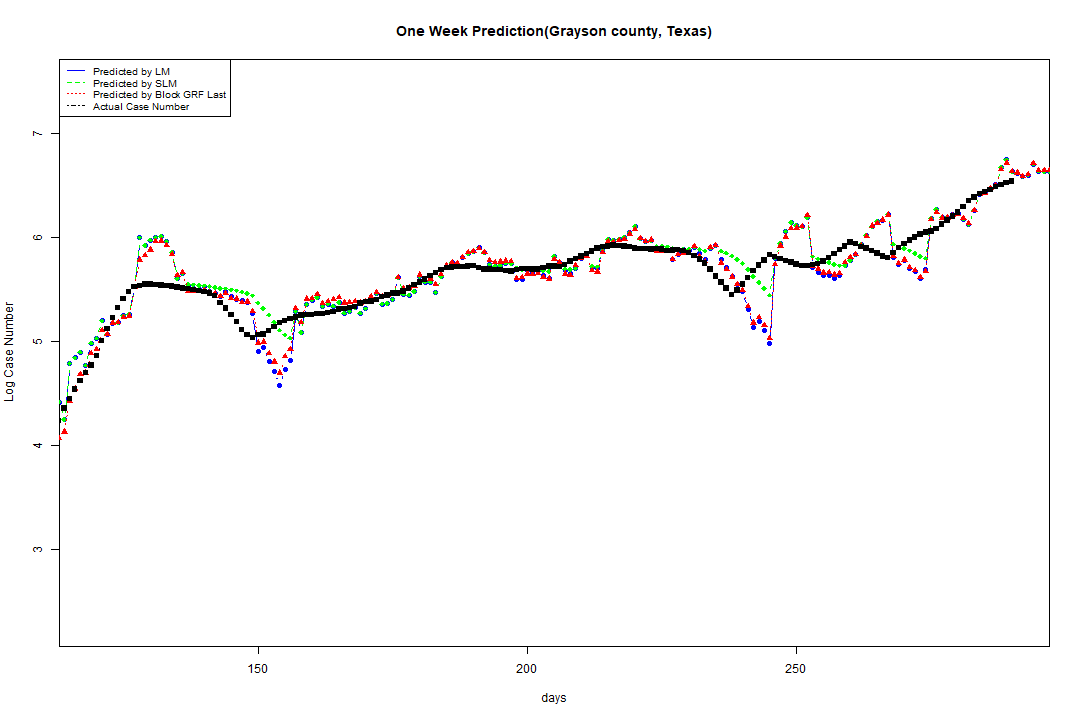 One Week Prediction(Grayson county, Texas)
Predicted by LM
Predicted by SLM
Predicted by Block GRF Last
Actual Case Number
7
6
5
4
3
Log Case Number
150
200
250
days